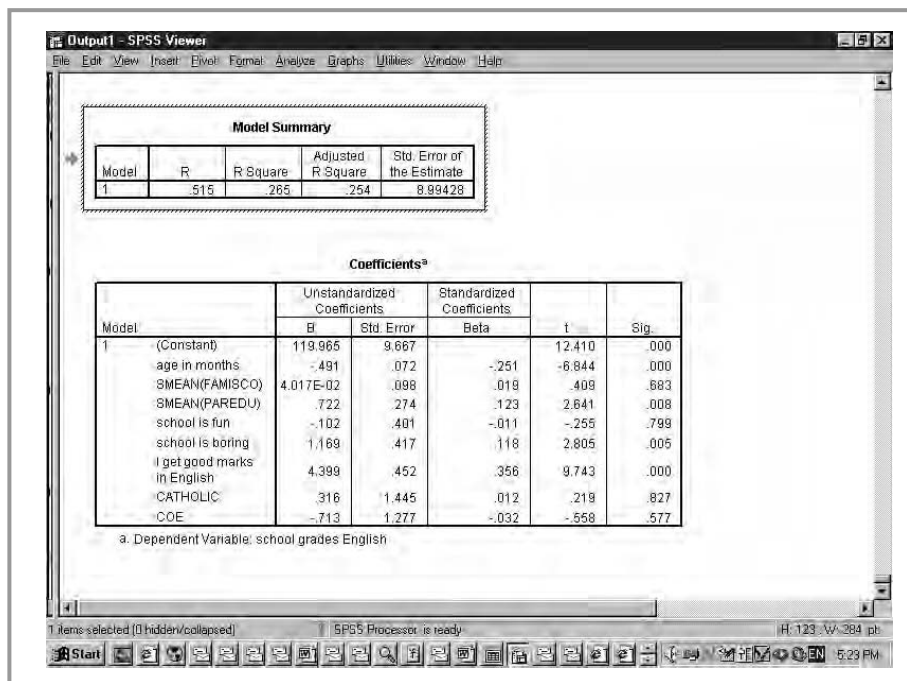 Output1 - SPSS Viewer
File Edit View Insert Pivot Format Analyze Graphs Utilities Window Help
Model Summary
Model R R Square Adjusted R Square Std. Error of the Estimate
1 .515 .265 .254 8.99428
Coefficientsa
Model Unstandardized Coefficients Standardized Coefficients t Sig.
B Std. Error Beta
1 (Constant) 119.965 9.667 12.410 .000
age in months -.491 .072 -.251 -6.844 .000
SMEAN(FAMISCO) 4.017E-02 .098 .019 .409 .683
SMEAN(PAREDU) .722 .274 .123 2.641 .008
school is fun -.102 .401 -.011 -.255 .799
school is boring 1.169 .417 .118 2.805 .005
I get good marks in English 4.399 .452 .356 9.743 .000
CATHOLIC .316 1.445 .012 .219 .827
COE -.713 1.277 -.032 -.558 .577
a. Dependent Variable: school grades English
1 items selected (0 hidden/collapsed) SPSS Processor is ready H: 123 , W: 284 pt.
Start EN 5:23 PM